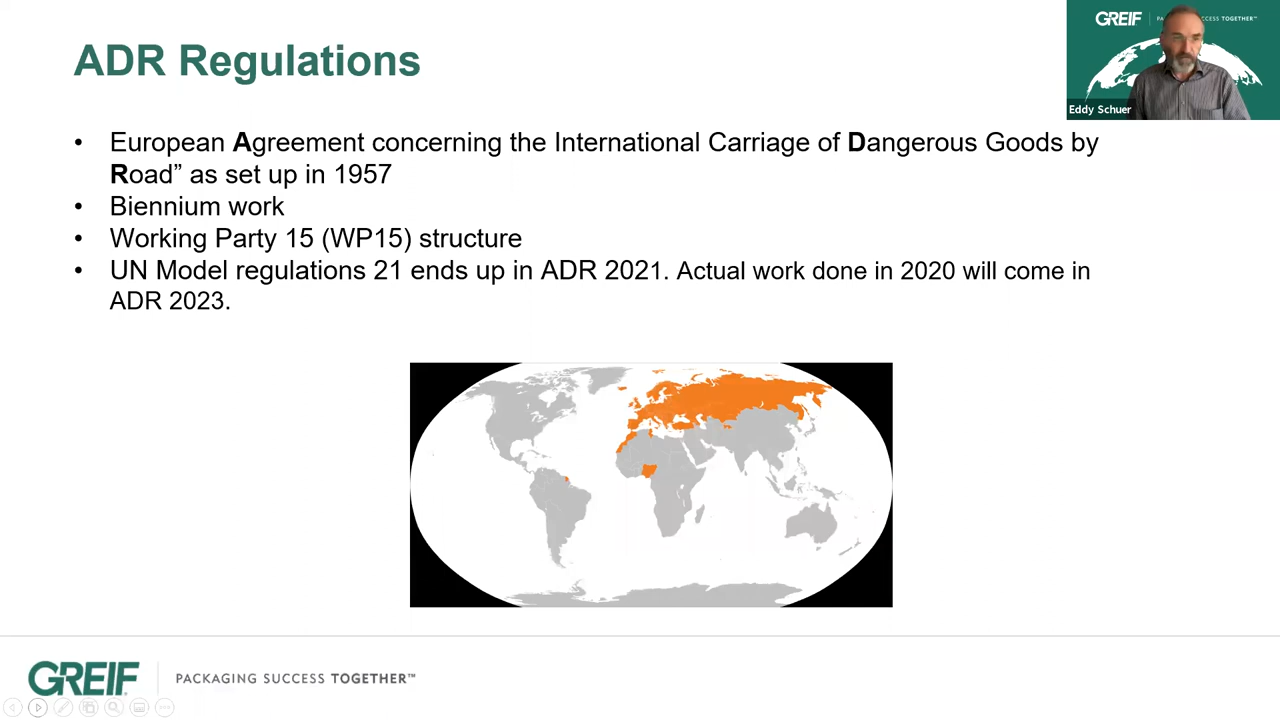 ADR Regulations
• European Agreement concerning the International Carriage of Dangerous Goods by
Road” as set up in 1957
• Biennium work
• Working Party 15 (WP15) structure
• UN Model regulations 21 ends up in ADR 2021. Actual work done in 2020 will come in
ADR 2023.
GREIF
CESS TOGETHER™
Eddy Schuer
GREIF
PACKAGING SUCCESS TOGETHER™